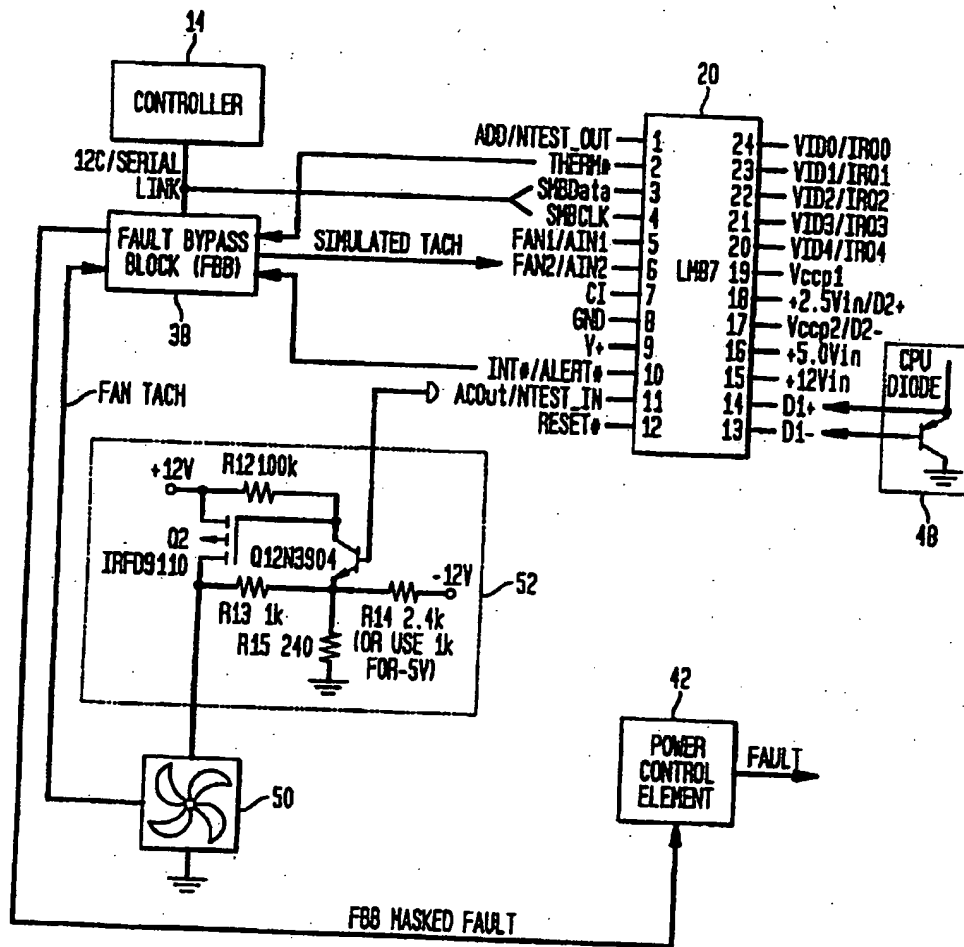 14
CONTROLLER
12C/SERIAL
LINK
FAULT BYPASS
BLOCK (FBB)
38
SIMULATED TACH
FAN TACH
20
LM87
ADD/NTEST_OUT 1
THERM# 2
SMBData 3
SMBCLK 4
FAN1/AIN1 5
FAN2/AIN2 6
CI 7
GND 8
V+ 9
INT#/ALERT# 10
ACOut/NTEST_IN 11
RESET# 12
24 VID0/IRQ0
23 VID1/IRQ1
22 VID2/IRQ2
21 VID3/IRQ3
20 VID4/IRQ4
19 Vccp1
18 +2.5Vin/D2+
17 Vccp2/D2-
16 +5.0Vin
15 +12Vin
14 D1+
13 D1-
CPU
DIODE
48
+12V
R12100k
Q2
IRFD9110
Q12N3904
-12V
R13 1k
R14 2.4k
(OR USE 1k
FOR-5V)
R15 240
52
50
42
POWER
CONTROL
ELEMENT
FAULT
FBB MASKED FAULT